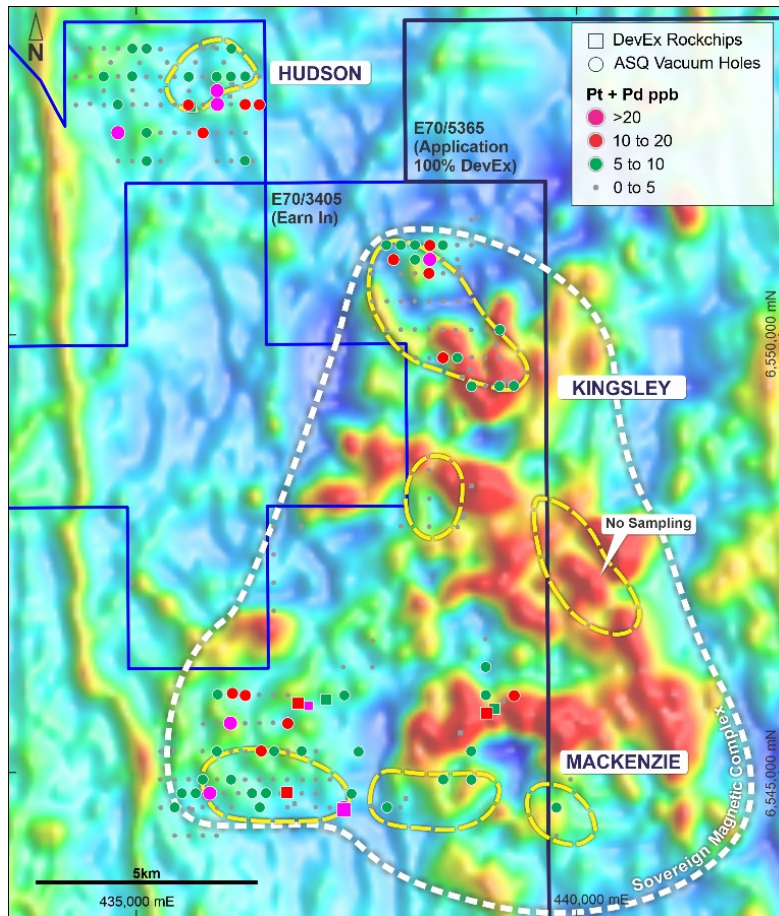 N
HUDSON
DevEx Rockchips
ASQ Vacuum Holes
Pt + Pd ppb
>20
10 to 20
5 to 10
0 to 5
E70/5365
(Application
100% DevEx)
E70/3405
(Earn In)
6,550,000 mN
KINGSLEY
No Sampling
MACKENZIE
Sovereign Magnetic Complex
6,545,000 mN
5km
435,000 mE
440,000 mE